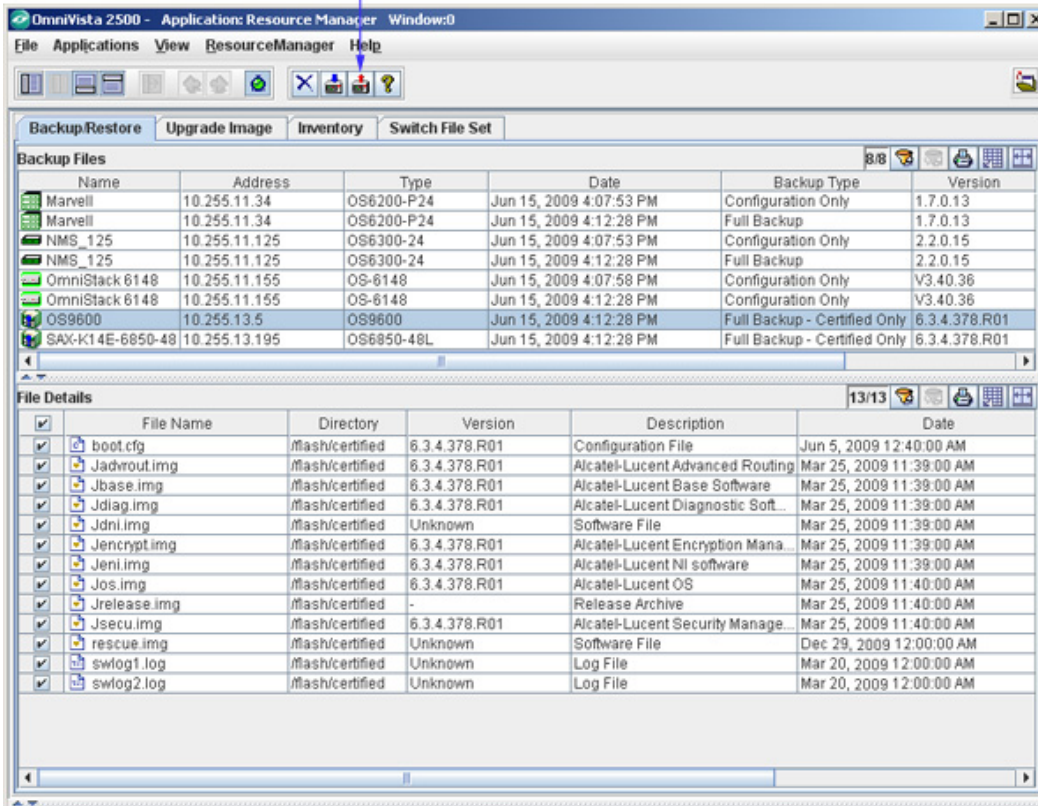 OmniVista 2500 - Application: Resource Manager Window:0
File Applications View ResourceManager Help
Backup/Restore Upgrade Image Inventory Switch File Set
Backup Files 8/8
Name Address Type Date Backup Type Version
Marvell 10.255.11.34 OS6200-P24 Jun 15, 2009 4:07:53 PM Configuration Only 1.7.0.13
Marvell 10.255.11.34 OS6200-P24 Jun 15, 2009 4:12:28 PM Full Backup 1.7.0.13
NMS_125 10.255.11.125 OS6300-24 Jun 15, 2009 4:07:53 PM Configuration Only 2.2.0.15
NMS_125 10.255.11.125 OS6300-24 Jun 15, 2009 4:12:28 PM Full Backup 2.2.0.15
OmniStack 6148 10.255.11.155 OS-6148 Jun 15, 2009 4:07:58 PM Configuration Only V3.40.36
OmniStack 6148 10.255.11.155 OS-6148 Jun 15, 2009 4:12:28 PM Configuration Only V3.40.36
OS9600 10.255.13.5 OS9600 Jun 15, 2009 4:12:28 PM Full Backup - Certified Only 6.3.4.378.R01
SAX-K14E-6850-48 10.255.13.195 OS6850-48L Jun 15, 2009 4:12:28 PM Full Backup - Certified Only 6.3.4.378.R01
File Details 13/13
File Name Directory Version Description Date
boot.cfg /flash/certified 6.3.4.378.R01 Configuration File Jun 5, 2009 12:40:00 AM
Jadvrout.img /flash/certified 6.3.4.378.R01 Alcatel-Lucent Advanced Routing Mar 25, 2009 11:39:00 AM
Jbase.img /flash/certified 6.3.4.378.R01 Alcatel-Lucent Base Software Mar 25, 2009 11:39:00 AM
Jdiag.img /flash/certified 6.3.4.378.R01 Alcatel-Lucent Diagnostic Soft... Mar 25, 2009 11:39:00 AM
Jdni.img /flash/certified Unknown Software File Mar 25, 2009 11:39:00 AM
Jencrypt.img /flash/certified 6.3.4.378.R01 Alcatel-Lucent Encryption Mana... Mar 25, 2009 11:39:00 AM
Jeni.img /flash/certified 6.3.4.378.R01 Alcatel-Lucent NI software Mar 25, 2009 11:39:00 AM
Jos.img /flash/certified 6.3.4.378.R01 Alcatel-Lucent OS Mar 25, 2009 11:40:00 AM
Jrelease.img /flash/certified - Release Archive Mar 25, 2009 11:40:00 AM
Jsecu.img /flash/certified 6.3.4.378.R01 Alcatel-Lucent Security Manage... Mar 25, 2009 11:40:00 AM
rescue.img /flash/certified Unknown Software File Dec 29, 2009 12:00:00 AM
swlog1.log /flash/certified Unknown Log File Mar 20, 2009 12:00:00 AM
swlog2.log /flash/certified Unknown Log File Mar 20, 2009 12:00:00 AM